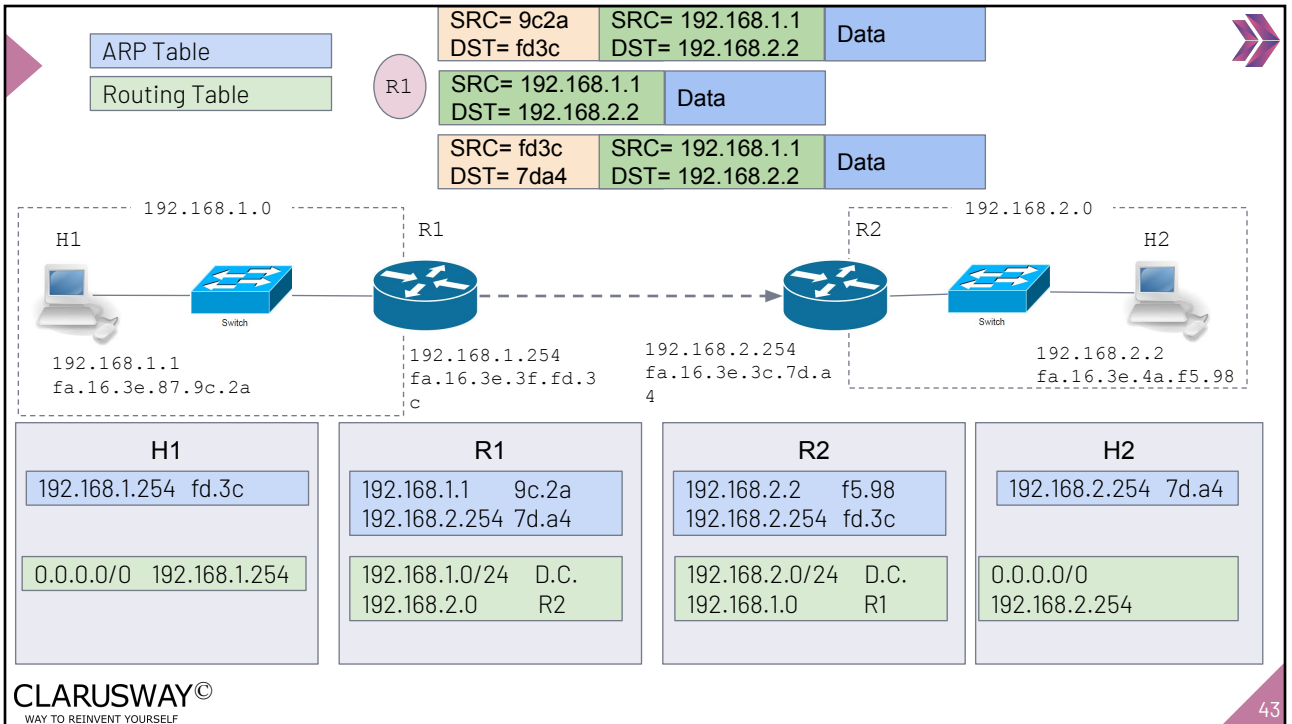 ARP Table
Routing Table
R1
SRC= 9c2a
DST= fd3c
SRC= 192.168.1.1
DST= 192.168.2.2
Data
SRC= 192.168.1.1
DST= 192.168.2.2
Data
SRC= fd3c
DST= 7da4
SRC= 192.168.1.1
DST= 192.168.2.2
Data
192.168.1.0
192.168.2.0
H1
R1
R2
H2
Switch
Switch
192.168.1.1
fa.16.3e.87.9c.2a
192.168.1.254
fa.16.3e.3f.fd.3
c
192.168.2.254
fa.16.3e.3c.7d.a
4
192.168.2.2
fa.16.3e.4a.f5.98
H1
192.168.1.254 fd.3c
0.0.0.0/0 192.168.1.254
R1
192.168.1.1 9c.2a
192.168.2.254 7d.a4
192.168.1.0/24 D.C.
192.168.2.0 R2
R2
192.168.2.2 f5.98
192.168.2.254 fd.3c
192.168.2.0/24 D.C.
192.168.1.0 R1
H2
192.168.2.254 7d.a4
0.0.0.0/0
192.168.2.254
CLARUSWAY©
WAY TO REINVENT YOURSELF
43